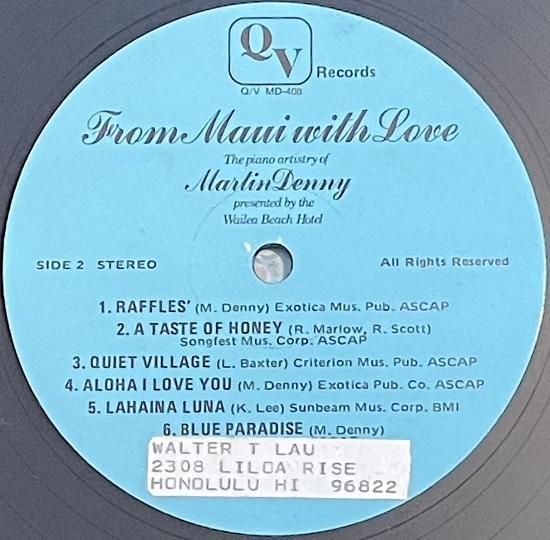 QV Records
Q/V MD-408
From Maui with Love
The piano artistry of
Martin Denny
presented by the
Wailea Beach Hotel
SIDE 2 STEREO
All Rights Reserved
1. RAFFLES' (M. Denny) Exotica Mus. Pub. ASCAP
2. A TASTE OF HONEY (R. Marlow, R. Scott)
Songfest Mus. Corp. ASCAP
3. QUIET VILLAGE (L. Baxter) Criterion Mus. Pub. ASCAP
4. ALOHA I LOVE YOU (M. Denny) Exotica Pub. Co. ASCAP
5. LAHAINA LUNA (K. Lee) Sunbeam Mus. Corp. BMI
6. BLUE PARADISE (M. Denny)
WALTER T LAU
2308 LILOA RISE
HONOLULU HI 96822